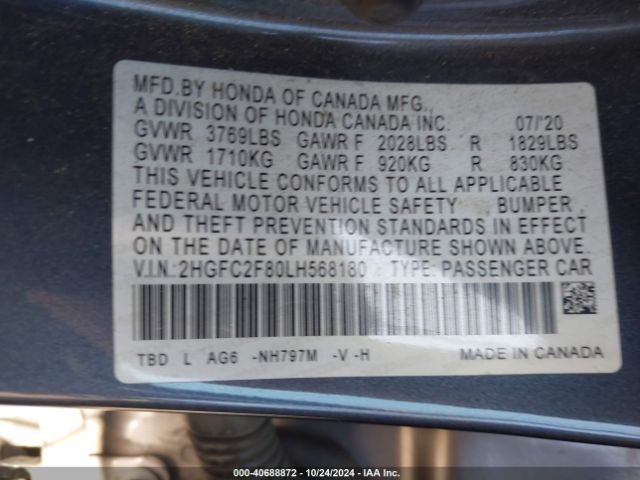 MFD.BY HONDA OF CANADA MFG.,
A DIVISION OF HONDA CANADA INC. 07/'20
GVWR 3769LBS GAWR F 2028LBS R 1829LBS
GVWR 1710KG GAWR F 920KG R 830KG
THIS VEHICLE CONFORMS TO ALL APPLICABLE
FEDERAL MOTOR VEHICLE SAFETY , BUMPER ,
AND THEFT PREVENTION STANDARDS IN EFFECT
ON THE DATE OF MANUFACTURE SHOWN ABOVE.
V.I.N.:2HGFC2F80LH568180 TYPE: PASSENGER CAR
TBD L AG6 -NH797M -V -H MADE IN CANADA
000-40688872 • 10/24/2024 • IAA Inc.